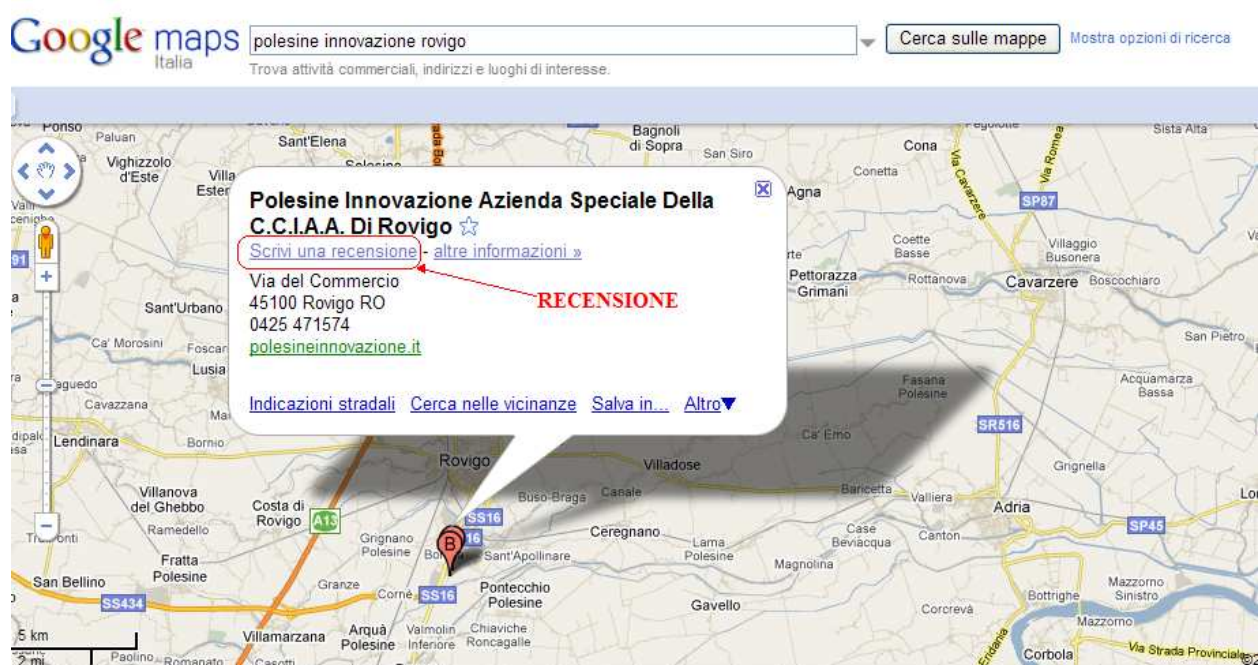 Google maps
Italia
polesine innovazione rovigo
Cerca sulle mappe
Mostra opzioni di ricerca
Trova attività commerciali, indirizzi e luoghi di interesse.
Polesine Innovazione Azienda Speciale Della
C.C.I.A.A. Di Rovigo
Scrivi una recensione - altre informazioni »
Via del Commercio
45100 Rovigo RO
0425 471574
polesineinnovazione.it
RECENSIONE
Indicazioni stradali Cerca nelle vicinanze Salva in... Altro
Ponso
Paluan
Sant'Elena
Bagnoli
di Sopra
San Siro
Cona
Via Cavarzere
Via Romea
Sista Alta
Vighizzolo
d'Este
Conetta
Agna
SP87
Coette
Basse
Villaggio
Busonera
Pettorazza
Grimani
Rottanova
Cavarzere
Boscochiaro
Sant'Urbano
Ca' Morosini
San Pietro
Lusia
Cavazzana
Fasana
Polesine
Acquamarza
Bassa
Lendinara
Bornio
Ca' Emo
SR516
Rovigo
Villadose
Grignella
Villanova
del Ghebbo
Costa di
Rovigo
A13
Buso-Braga
Canale
Baricetta
Valliera
Adria
SS16
Ramedello
Grignano
Polesine
B
16
Ceregnano
Lama
Polesine
Case
Beviacqua
Canton
SP45
Sant'Apollinare
Fratta
Polesine
Magnolina
San Bellino
SS434
Granze
Cornè
SS16
Pontecchio
Polesine
Gavello
Mazzorno
Sinistro
Bottrighe
Corcrevà
Mazzorno
5 km
2 mi
Villamarzana
Arquà
Polesine
Valmolin
Inferiore
Chiaviche
Roncagalle
Paolino
Romanato
Casotti
Corbola
Via Strada Provinciale